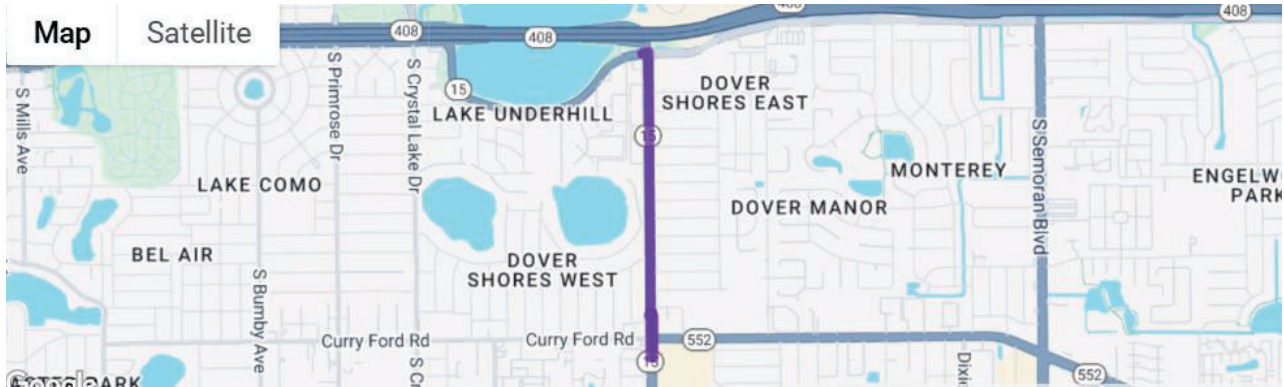 Map
Satellite
408
408
408
408
15
S Mills Ave
S Primrose Dr
S Crystal Lake Dr
DOVER
SHORES EAST
LAKE UNDERHILL
15
LAKE COMO
MONTEREY
S Semoran Blvd
DOVER MANOR
BEL AIR
DOVER
SHORES WEST
S Bumby Ave
Curry Ford Rd
Curry Ford Rd
552
15
552
Google